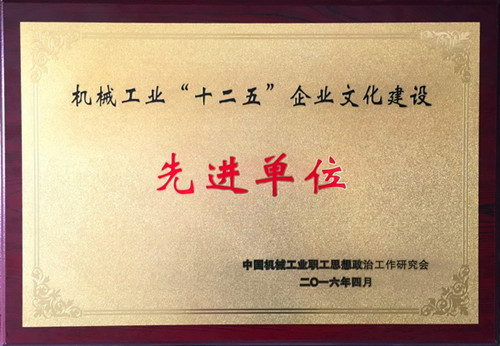 机械工业“十二五”企业文化建设
先进单位
中国机械工业职工思想政治工作研究会
二〇一六年四月